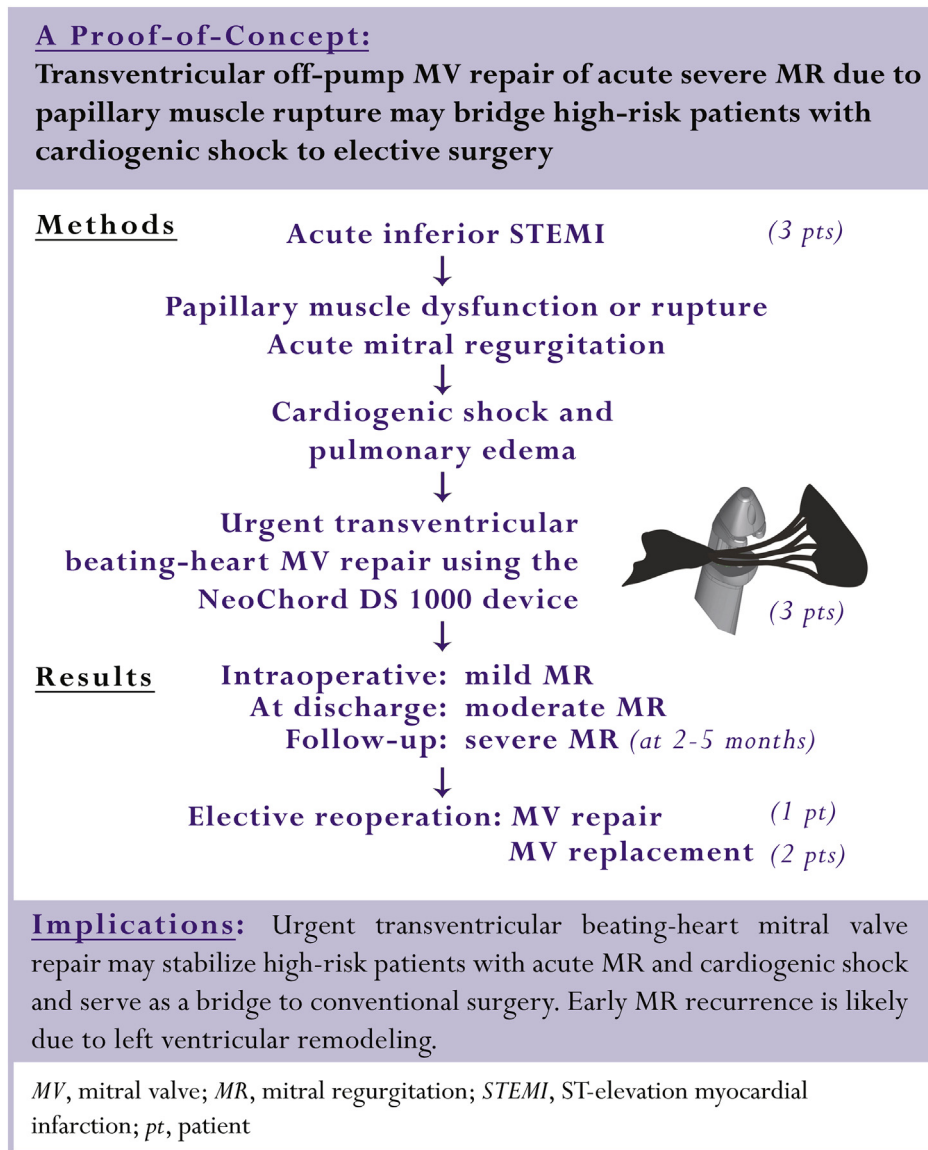 A Proof-of-Concept:
Transventricular off-pump MV repair of acute severe MR due to
papillary muscle rupture may bridge high-risk patients with
cardiogenic shock to elective surgery
Methods
Acute inferior STEMI (3 pts)
↓
Papillary muscle dysfunction or rupture
Acute mitral regurgitation
↓
Cardiogenic shock and
pulmonary edema
↓
Urgent transventricular
beating-heart MV repair using the
NeoChord DS 1000 device (3 pts)
↓
Results
Intraoperative: mild MR
At discharge: moderate MR
Follow-up: severe MR (at 2-5 months)
↓
Elective reoperation: MV repair (1 pt)
MV replacement (2 pts)
Implications: Urgent transventricular beating-heart mitral valve
repair may stabilize high-risk patients with acute MR and cardiogenic shock
and serve as a bridge to conventional surgery. Early MR recurrence is likely
due to left ventricular remodeling.
MV, mitral valve; MR, mitral regurgitation; STEMI, ST-elevation myocardial
infarction; pt, patient